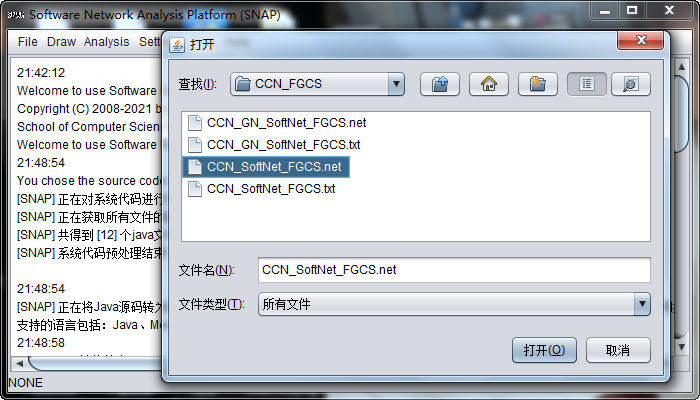 SNAP Software Network Analysis Platform (SNAP)
File Draw Analysis
21:42:12
Welcome to use Software
Copyright (C) 2008-2021
School of Computer
Welcome to use Software
21:48:54
You chose the source
[SNAP] 正在对系统代码进行
[SNAP] 正在获取所有文件的
[SNAP] 共得到 [12] 个java
[SNAP] 系统代码预处理结束
21:48:54
[SNAP] 正在将Java源码转为
支持的语言包括：Java、
21:48:58
NONE
打开
查找(I):
CCN_FGCS
CCN_GN_SoftNet_FGCS.net
CCN_GN_SoftNet_FGCS.txt
CCN_SoftNet_FGCS.net
CCN_SoftNet_FGCS.txt
文件名(N):
CCN_SoftNet_FGCS.net
文件类型(T):
所有文件
打开(O)
取消